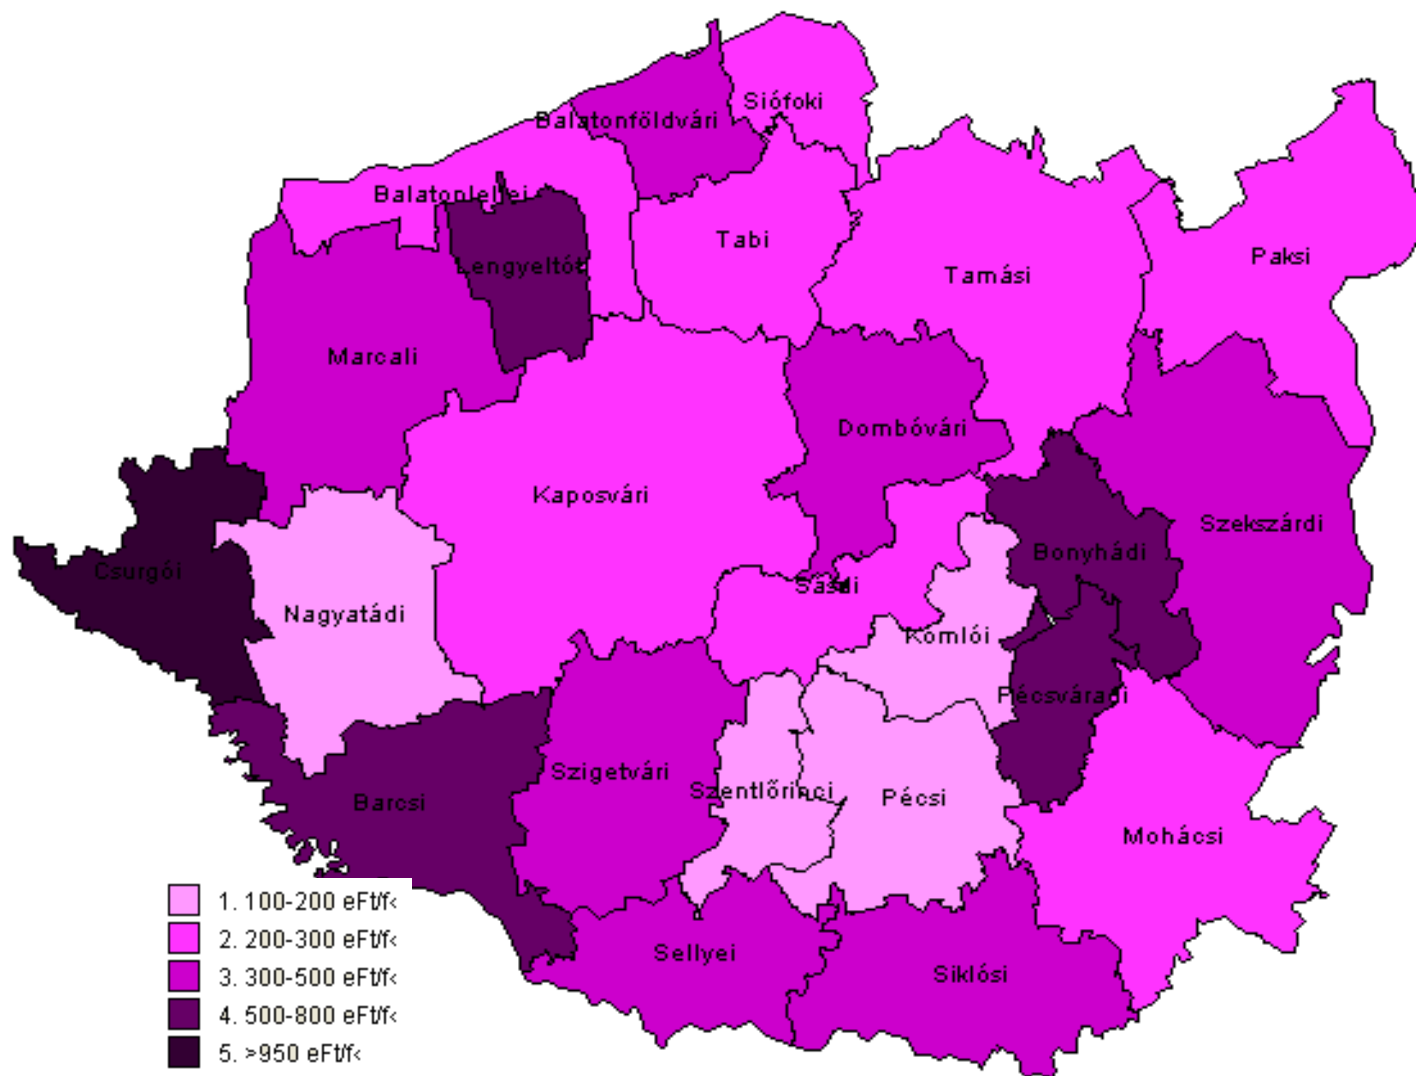 Siófoki
Balatonföldvári
Balatonlellei
Tabi
Paksi
Lengyeltót
Tamási
Marcali
Dombóvári
Kaposvári
Szekszárdi
Bonyhádi
Csurgói
Sásdi
Nagyatádi
Komlói
Pécsváradi
Szigetvári
Szentlőrinci
Pécsi
Barcsi
Mohácsi
Sellyei
Siklósi
1. 100-200 eFt/f<
2. 200-300 eFt/f<
3. 300-500 eFt/f<
4. 500-800 eFt/f<
5. >950 eFt/f<